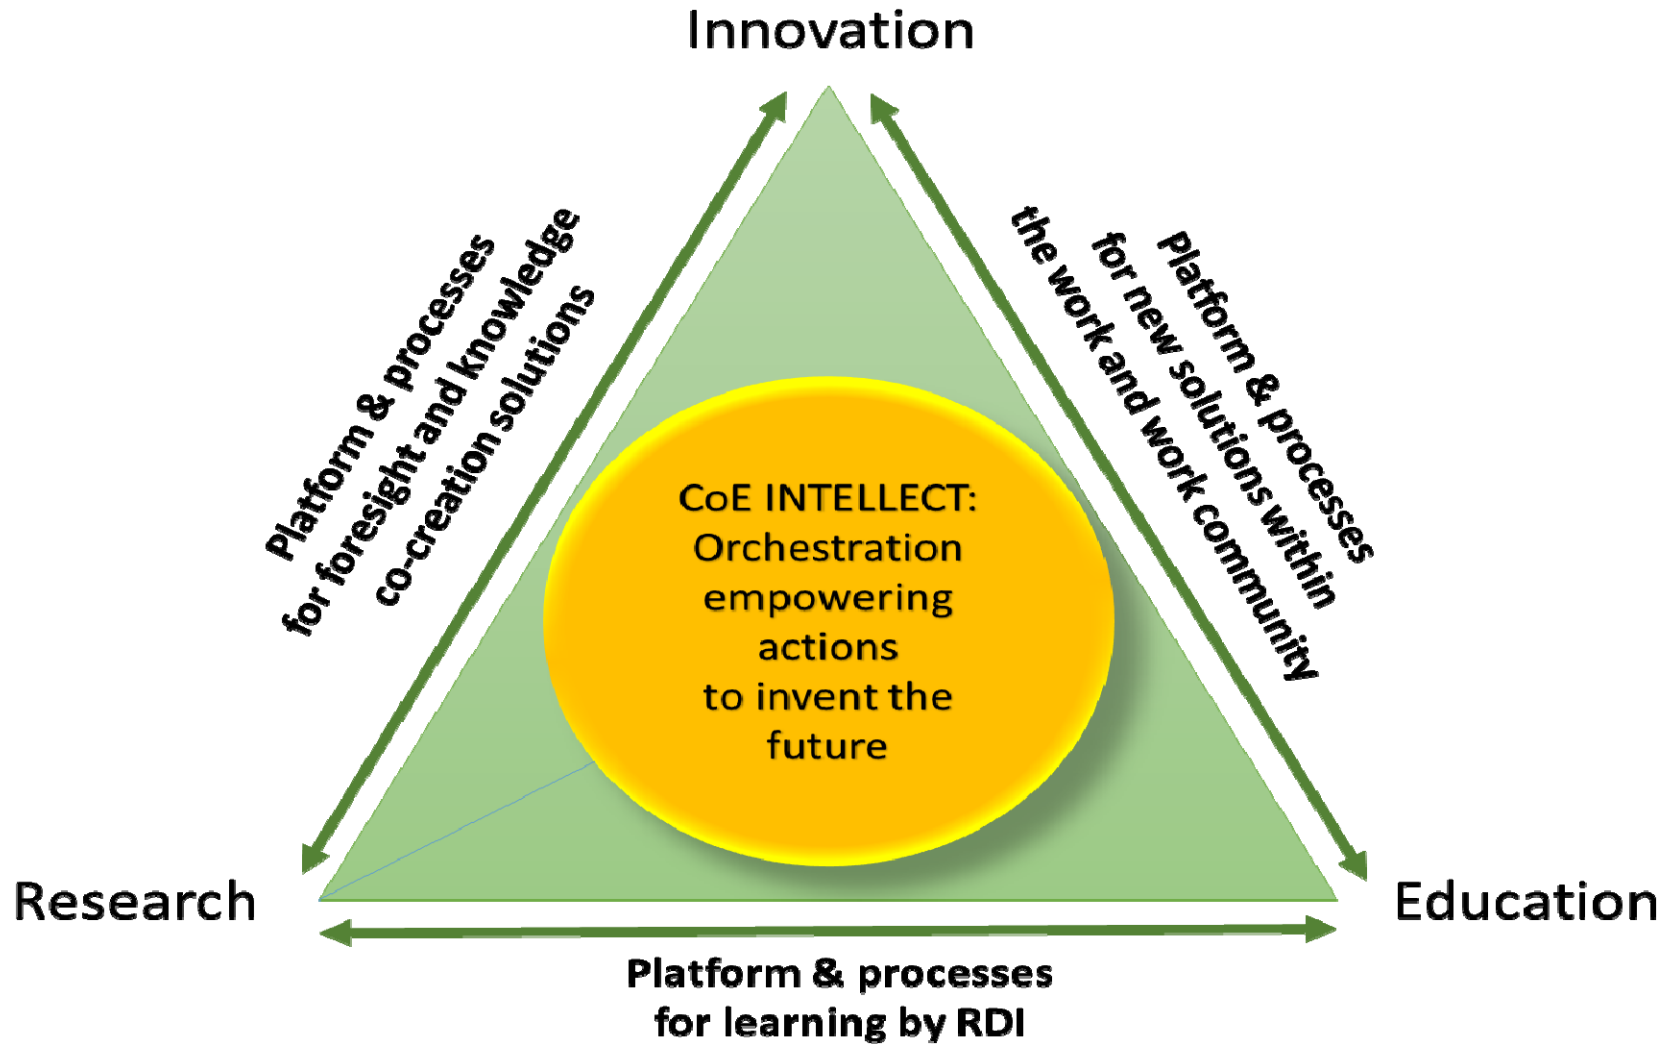 Innovation
Platform & processes
for foresight and knowledge
co-creation solutions
Platform & processes
for new solutions within
the work and work community
CoE INTELLECT:
Orchestration
empowering
actions
to invent the
future
Research
Education
Platform & processes
for learning by RDI